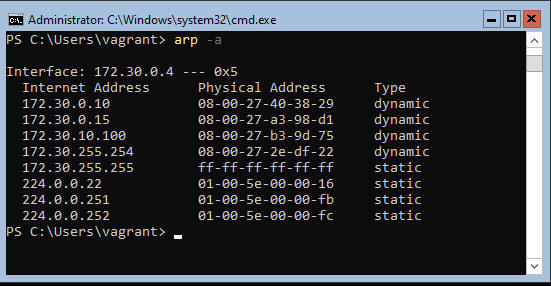 Administrator: C:\Windows\system32\cmd.exe
PS C:\Users\vagrant> arp -a
Interface: 172.30.0.4 --- 0x5
Internet Address Physical Address Type
172.30.0.10 08-00-27-40-38-29 dynamic
172.30.0.15 08-00-27-a3-98-d1 dynamic
172.30.10.100 08-00-27-b3-9d-75 dynamic
172.30.255.254 08-00-27-2e-df-22 dynamic
172.30.255.255 ff-ff-ff-ff-ff-ff static
224.0.0.22 01-00-5e-00-00-16 static
224.0.0.251 01-00-5e-00-00-fb static
224.0.0.252 01-00-5e-00-00-fc static
PS C:\Users\vagrant>